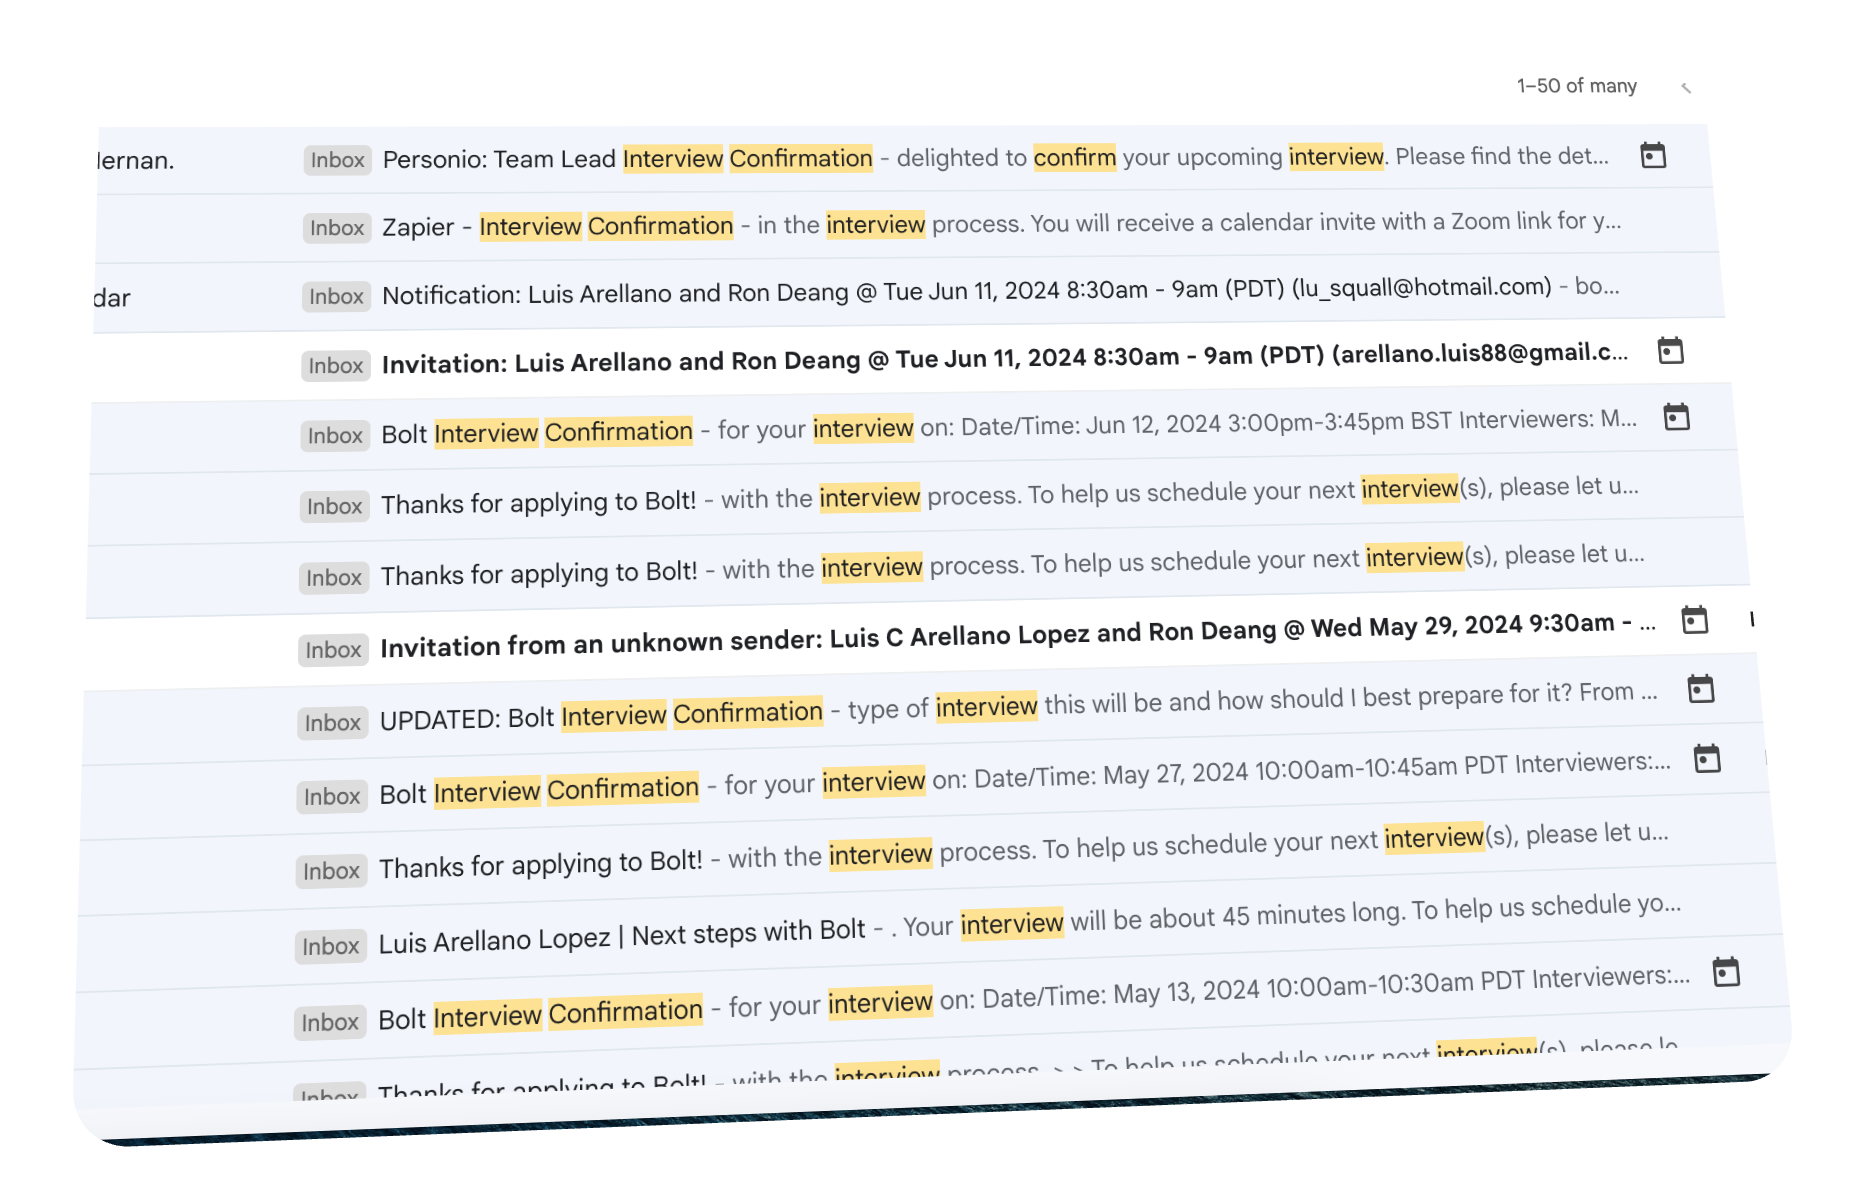 1–50 of many
lernan. Inbox Personio: Team Lead Interview Confirmation - delighted to confirm your upcoming interview. Please find the det...
Inbox Zapier - Interview Confirmation - in the interview process. You will receive a calendar invite with a Zoom link for y...
dar Inbox Notification: Luis Arellano and Ron Deang @ Tue Jun 11, 2024 8:30am - 9am (PDT) (lu_squall@hotmail.com) - bo...
Inbox Invitation: Luis Arellano and Ron Deang @ Tue Jun 11, 2024 8:30am - 9am (PDT) (arellano.luis88@gmail.c...
Inbox Bolt Interview Confirmation - for your interview on: Date/Time: Jun 12, 2024 3:00pm-3:45pm BST Interviewers: M...
Inbox Thanks for applying to Bolt! - with the interview process. To help us schedule your next interview(s), please let u...
Inbox Thanks for applying to Bolt! - with the interview process. To help us schedule your next interview(s), please let u...
Inbox Invitation from an unknown sender: Luis C Arellano Lopez and Ron Deang @ Wed May 29, 2024 9:30am - ...
Inbox UPDATED: Bolt Interview Confirmation - type of interview this will be and how should I best prepare for it? From ...
Inbox Bolt Interview Confirmation - for your interview on: Date/Time: May 27, 2024 10:00am-10:45am PDT Interviewers:...
Inbox Thanks for applying to Bolt! - with the interview process. To help us schedule your next interview(s), please let u...
Inbox Luis Arellano Lopez | Next steps with Bolt - . Your interview will be about 45 minutes long. To help us schedule yo...
Inbox Bolt Interview Confirmation - for your interview on: Date/Time: May 13, 2024 10:00am-10:30am PDT Interviewers:...
Inbox Thanks for applying to Bolt! - with the interview process. > > To help us schedule your next interview(s), please le